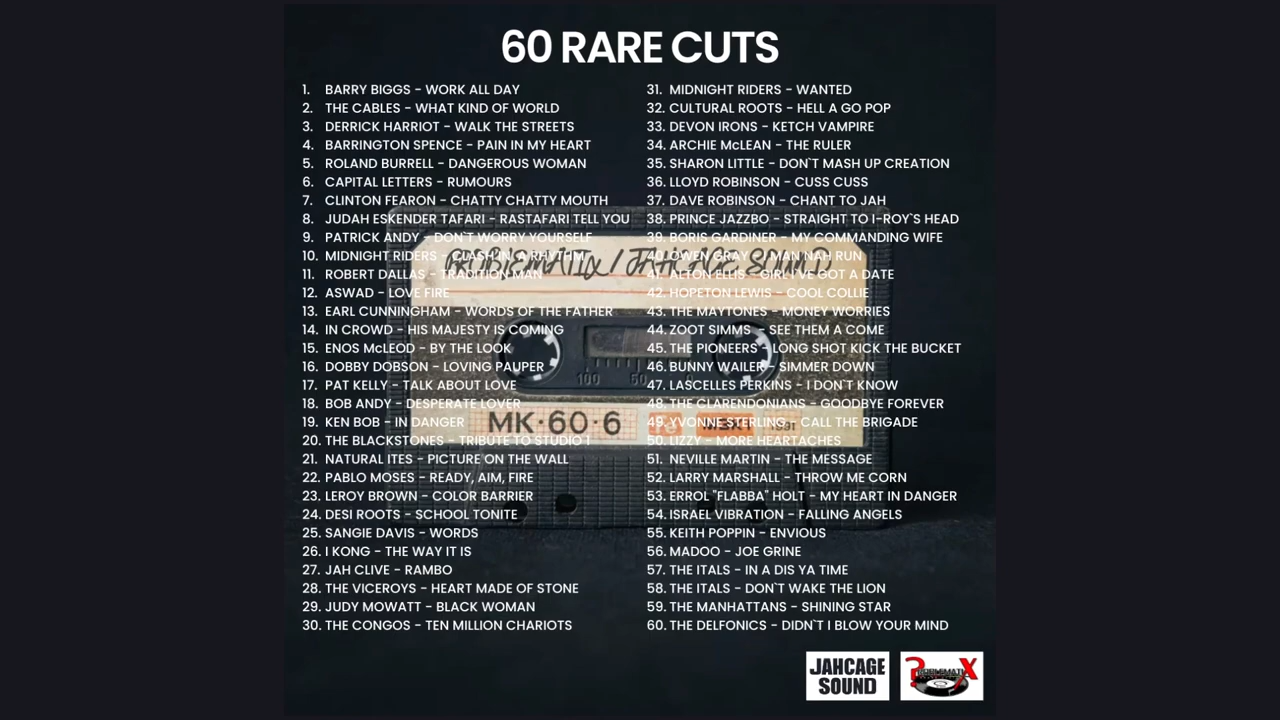 60 RARE CUTS
1. BARRY BIGGS - WORK ALL DAY
2. THE CABLES - WHAT KIND OF WORLD
3. DERRICK HARRIOT - WALK THE STREETS
4. BARRINGTON SPENCE - PAIN IN MY HEART
5. ROLAND BURRELL - DANGEROUS WOMAN
6. CAPITAL LETTERS - RUMOURS
7. CLINTON FEARON - CHATTY CHATTY MOUTH
8. JUDAH ESKENDER TAFARI - RASTAFARI TELL YOU
9. PATRICK ANDY - DON`T WORRY YOURSELF
10. MIDNIGHT RIDERS - CLASH IN A RHYTHM
11. ROBERT DALLAS - TRADITION MAN
12. ASWAD - LOVE FIRE
13. EARL CUNNINGHAM - WORDS OF THE FATHER
14. IN CROWD - HIS MAJESTY IS COMING
15. ENOS McLEOD - BY THE LOOK
16. DOBBY DOBSON - LOVING PAUPER
17. PAT KELLY - TALK ABOUT LOVE
18. BOB ANDY - DESPERATE LOVER
19. KEN BOB - IN DANGER
20. THE BLACKSTONES - TRIBUTE TO STUDIO 1
21. NATURAL ITES - PICTURE ON THE WALL
22. PABLO MOSES - READY, AIM, FIRE
23. LEROY BROWN - COLOR BARRIER
24. DESI ROOTS - SCHOOL TONITE
25. SANGIE DAVIS - WORDS
26. I KONG - THE WAY IT IS
27. JAH CLIVE - RAMBO
28. THE VICEROYS - HEART MADE OF STONE
29. JUDY MOWATT - BLACK WOMAN
30. THE CONGOS - TEN MILLION CHARIOTS
31. MIDNIGHT RIDERS - WANTED
32. CULTURAL ROOTS - HELL A GO POP
33. DEVON IRONS - KETCH VAMPIRE
34. ARCHIE McLEAN - THE RULER
35. SHARON LITTLE - DON`T MASH UP CREATION
36. LLOYD ROBINSON - CUSS CUSS
37. DAVE ROBINSON - CHANT TO JAH
38. PRINCE JAZZBO - STRAIGHT TO I-ROY`S HEAD
39. BORIS GARDINER - MY COMMANDING WIFE
40. OWEN GRAY - I MAN NAH RUN
41. ALTON ELLIS - GIRL I`VE GOT A DATE
42. HOPETON LEWIS - COOL COLLIE
43. THE MAYTONES - MONEY WORRIES
44. ZOOT SIMMS - SEE THEM A COME
45. THE PIONEERS - LONG SHOT KICK THE BUCKET
46. BUNNY WAILER - SIMMER DOWN
47. LASCELLES PERKINS - I DON`T KNOW
48. THE CLARENDONIANS - GOODBYE FOREVER
49. YVONNE STERLING - CALL THE BRIGADE
50. LIZZY - MORE HEARTACHES
51. NEVILLE MARTIN - THE MESSAGE
52. LARRY MARSHALL - THROW ME CORN
53. ERROL "FLABBA" HOLT - MY HEART IN DANGER
54. ISRAEL VIBRATION - FALLING ANGELS
55. KEITH POPPIN - ENVIOUS
56. MADOO - JOE GRINE
57. THE ITALS - IN A DIS YA TIME
58. THE ITALS - DON`T WAKE THE LION
59. THE MANHATTANS - SHINING STAR
60. THE DELFONICS - DIDN`T I BLOW YOUR MIND
PROBLEMATIX / JAHCAGE SOUND
100 50
MK-60-6
JAHCAGE
SOUND